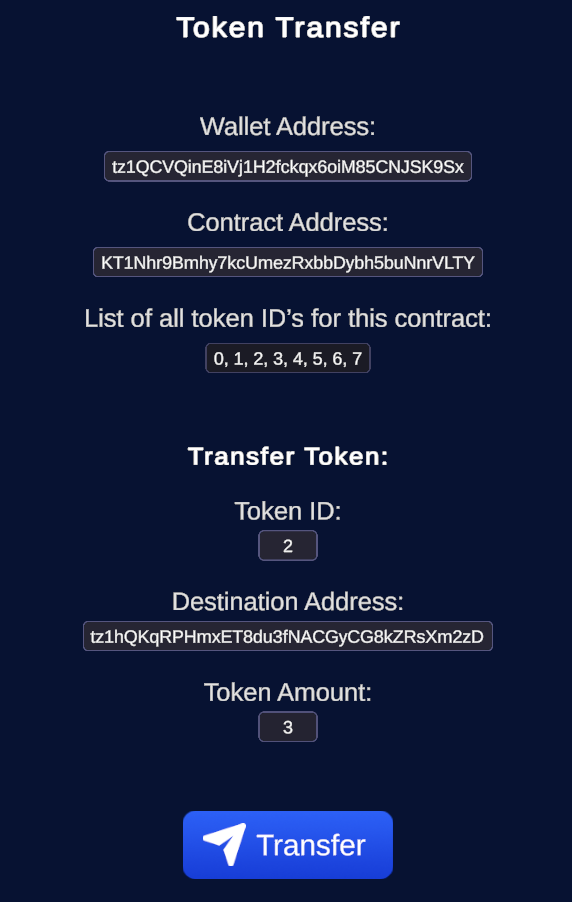 Token Transfer
Wallet Address:
tz1QCVQinE8iVj1H2fckqx6oiM85CNJSK9Sx
Contract Address:
KT1Nhr9Bmhy7kcUmezRxbbDybh5buNnrVLTY
List of all token ID’s for this contract:
0, 1, 2, 3, 4, 5, 6, 7
Transfer Token:
Token ID:
2
Destination Address:
tz1hQKqRPHmxET8du3fNACGyCG8kZRsXm2zD
Token Amount:
3
Transfer